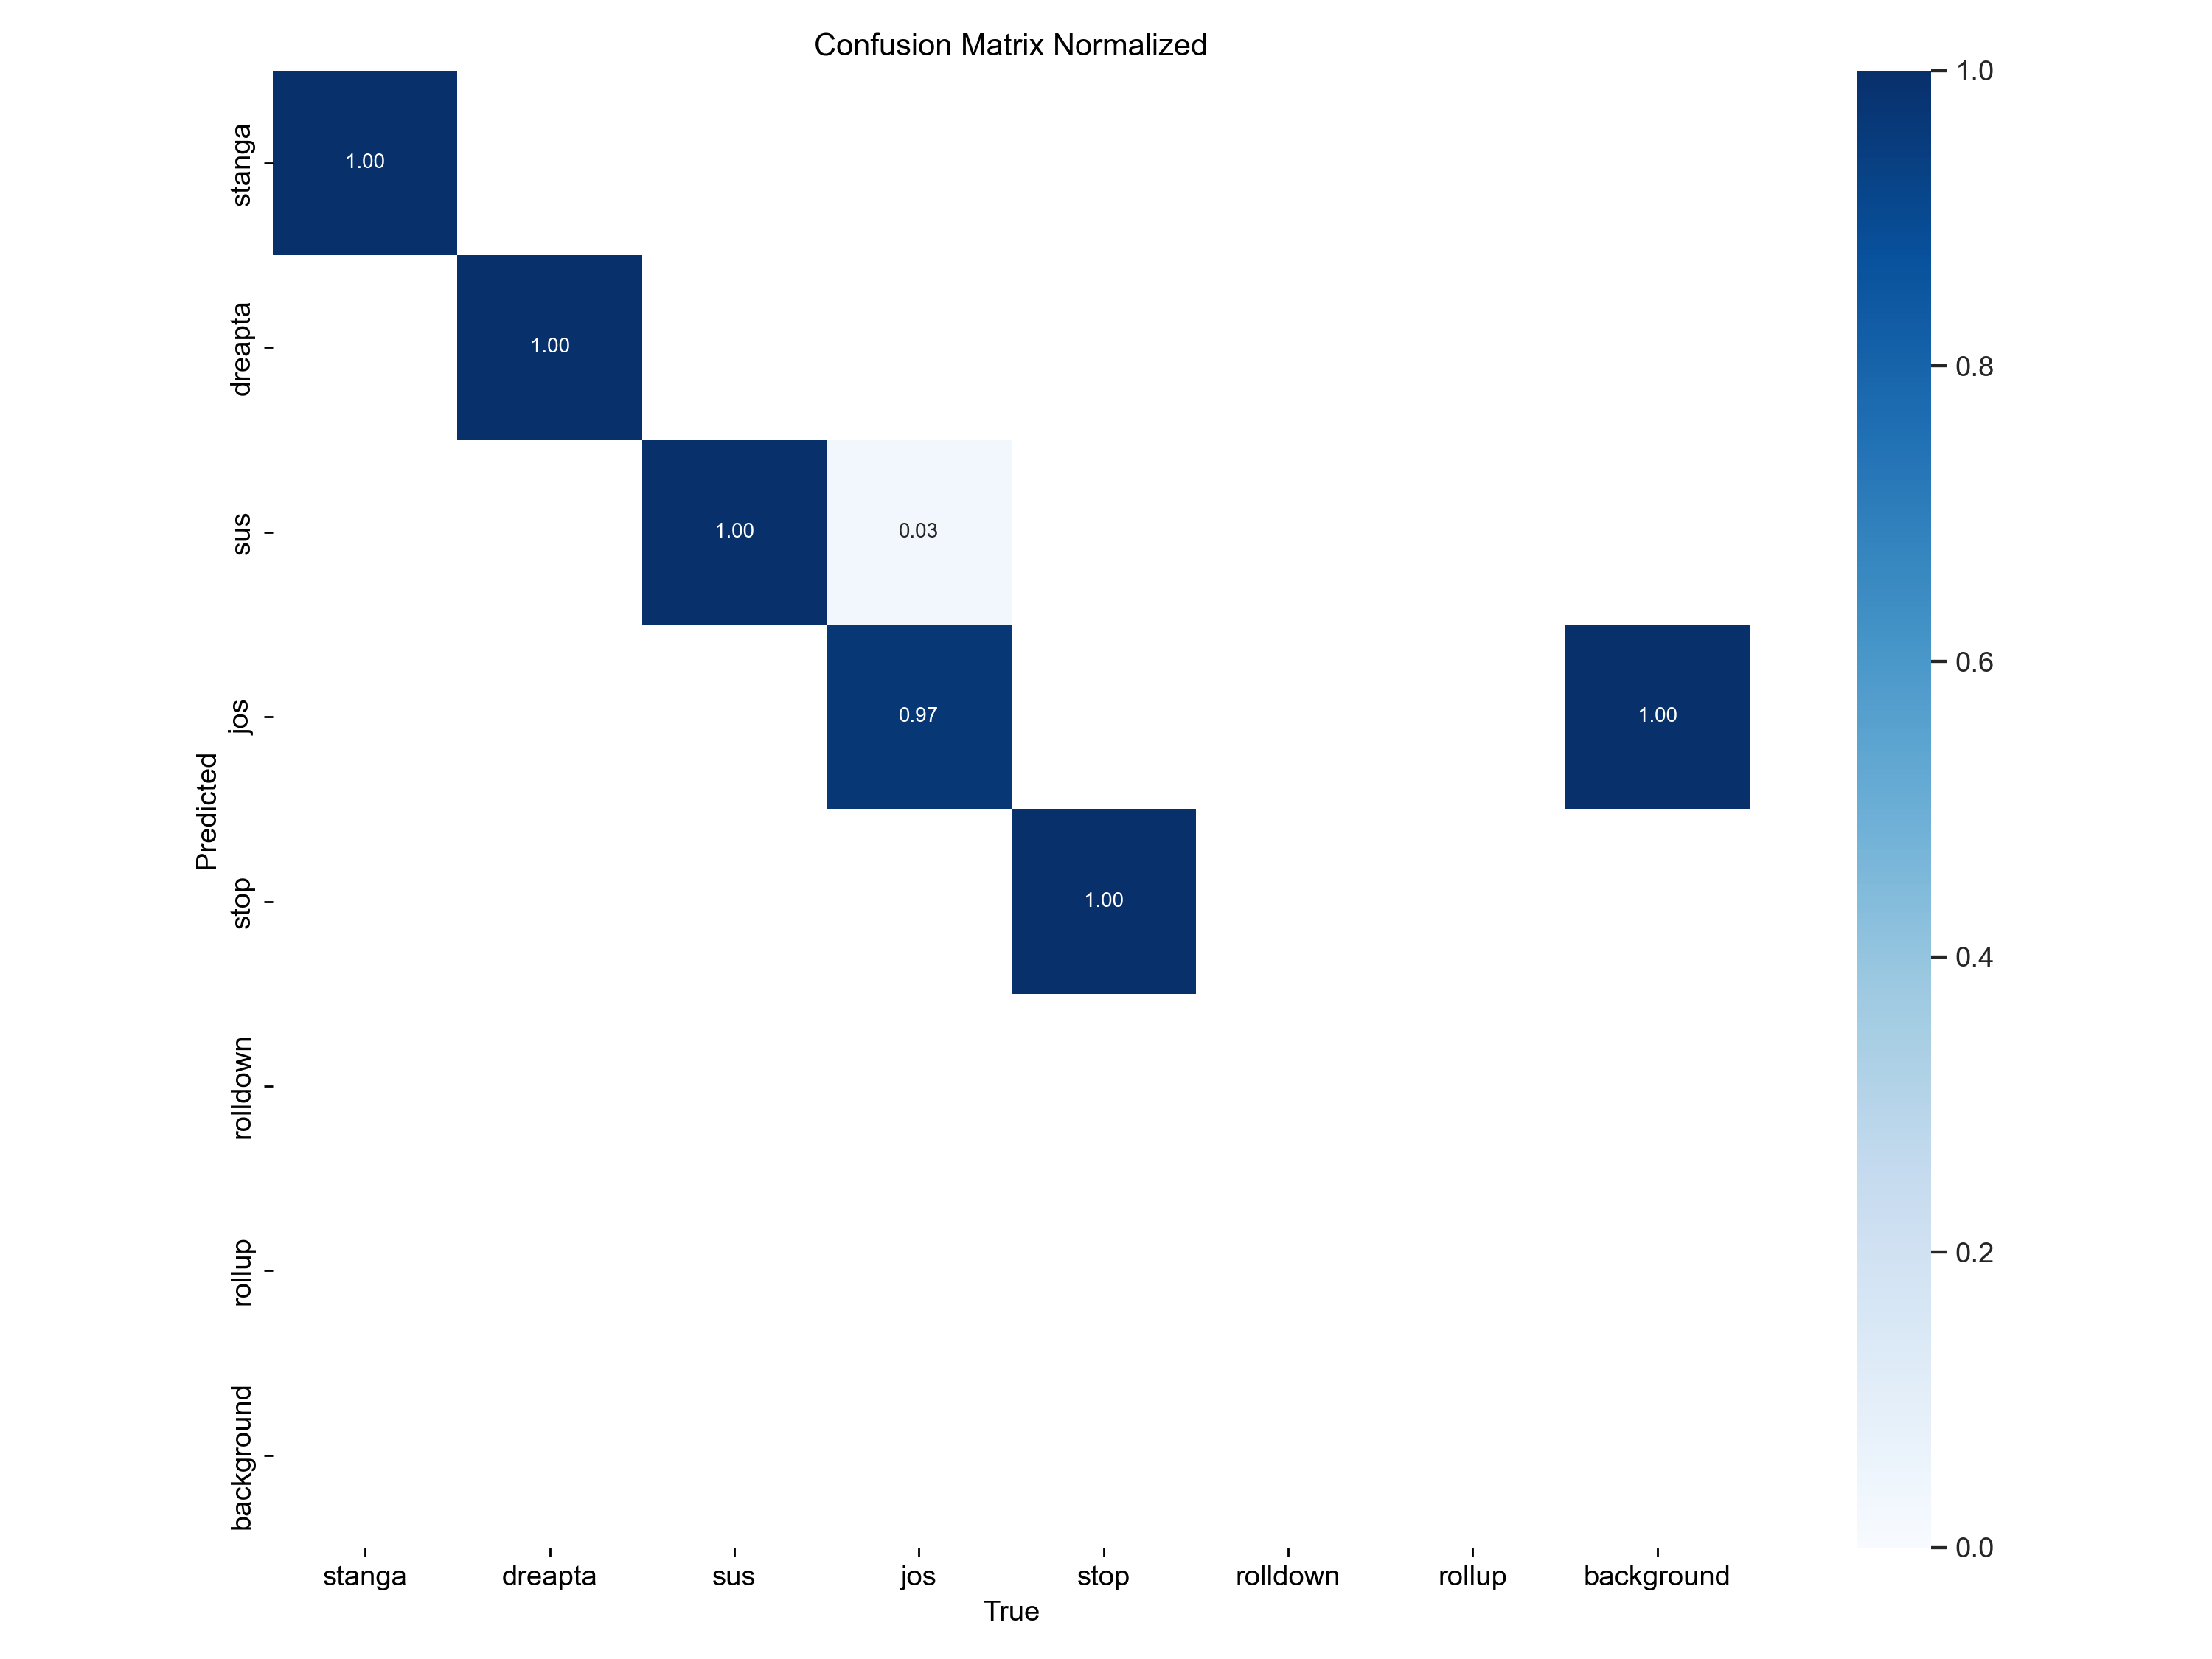 Confusion Matrix Normalized
stanga
1.00
dreapta
1.00
sus
1.00 0.03
jos
0.97 1.00
stop
1.00
rolldown
rollup
background
Predicted
stanga dreapta sus jos stop rolldown rollup background
True
1.0
0.8
0.6
0.4
0.2
0.0